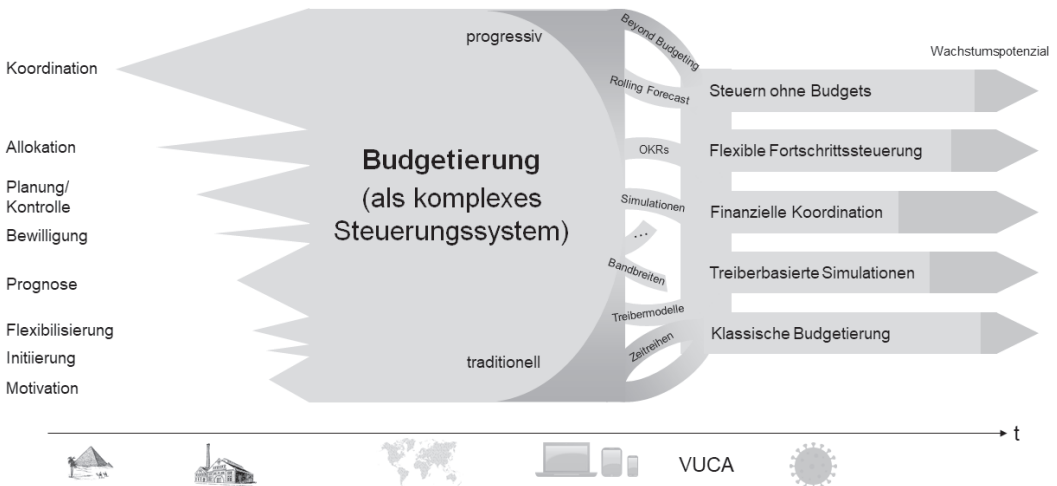 Koordination
Allokation
Planung/
Kontrolle
Bewilligung
Prognose
Flexibilisierung
Initiierung
Motivation
progressiv
Budgetierung
(als komplexes
Steuerungssystem)
traditionell
Beyond Budgeting
Rolling Forecast
OKRs
Simulationen
...
Bandbreiten
Treibermodelle
Zeitreihen
Wachstumspotenzial
Steuern ohne Budgets
Flexible Fortschrittssteuerung
Finanzielle Koordination
Treiberbasierte Simulationen
Klassische Budgetierung
t
VUCA